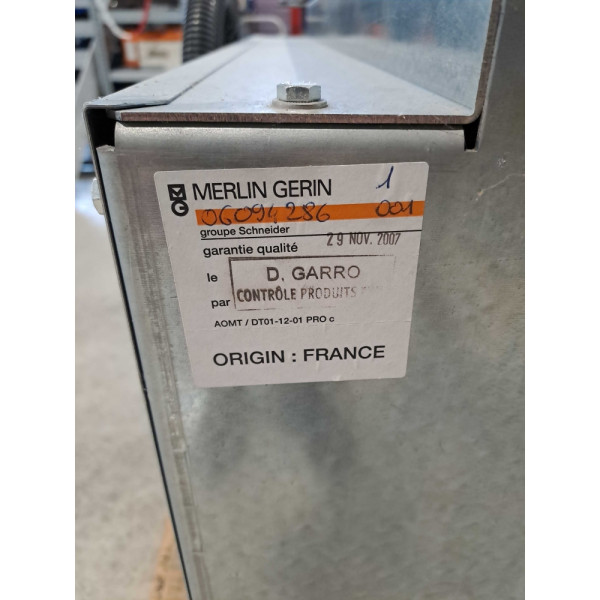 MERLIN GERIN 1
06094286 001
groupe Schneider
garantie qualité 29 NOV. 2007
le D. GARRO
par CONTRÔLE PRODUITS
AOMT / DT01-12-01 PRO c
ORIGIN : FRANCE